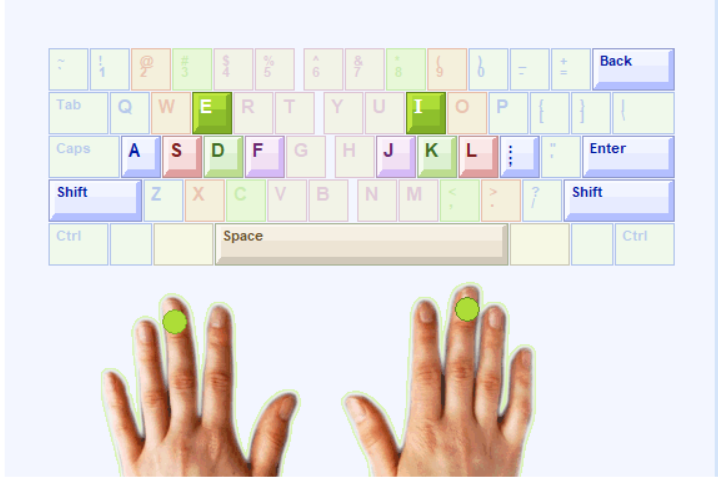 ~ ` ! 1 @ 2 # 3 $ 4 % 5 ^ 6 & 7 * 8 ( 9 ) 0 _ - + = Back
Tab Q W E R T Y U I O P { [ } ] | \
Caps A S D F G H J K L : ; " ' Enter
Shift Z X C V B N M < , > . ? / Shift
Ctrl Space Ctrl